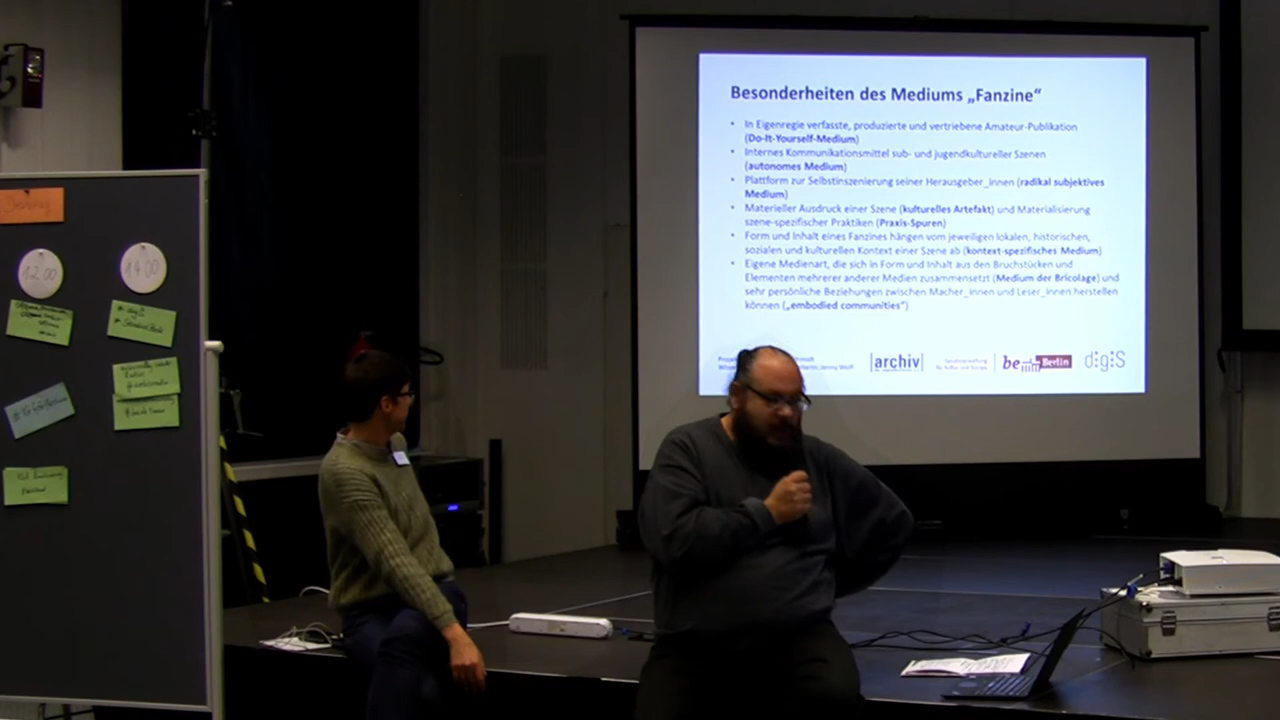 Besonderheiten des Mediums „Fanzine“
• In Eigenregie verfasste, produzierte und vertriebene Amateur-Publikation
(Do-It-Yourself-Medium)
• Internes Kommunikationsmittel sub- und jugendkultureller Szenen
(autonomes Medium)
• Plattform zur Selbstinszenierung seiner Herausgeber_innen (radikal subjektives
Medium)
• Materieller Ausdruck einer Szene (kulturelles Artefakt) und Materialisierung
szene-spezifischer Praktiken (Praxis-Spuren)
• Form und Inhalt eines Fanzines hängen vom jeweiligen lokalen, historischen,
sozialen und kulturellen Kontext einer Szene ab (kontext-spezifisches Medium)
• Eigene Medienart, die sich in Form und Inhalt aus den Bruchstücken und
Elementen mehrerer anderer Medien zusammensetzt (Medium der Bricolage) und
sehr persönliche Beziehungen zwischen Macher_innen und Leser_innen herstellen
können („embodied communities“)
archiv
be Berlin
digiS
12:00
14:00